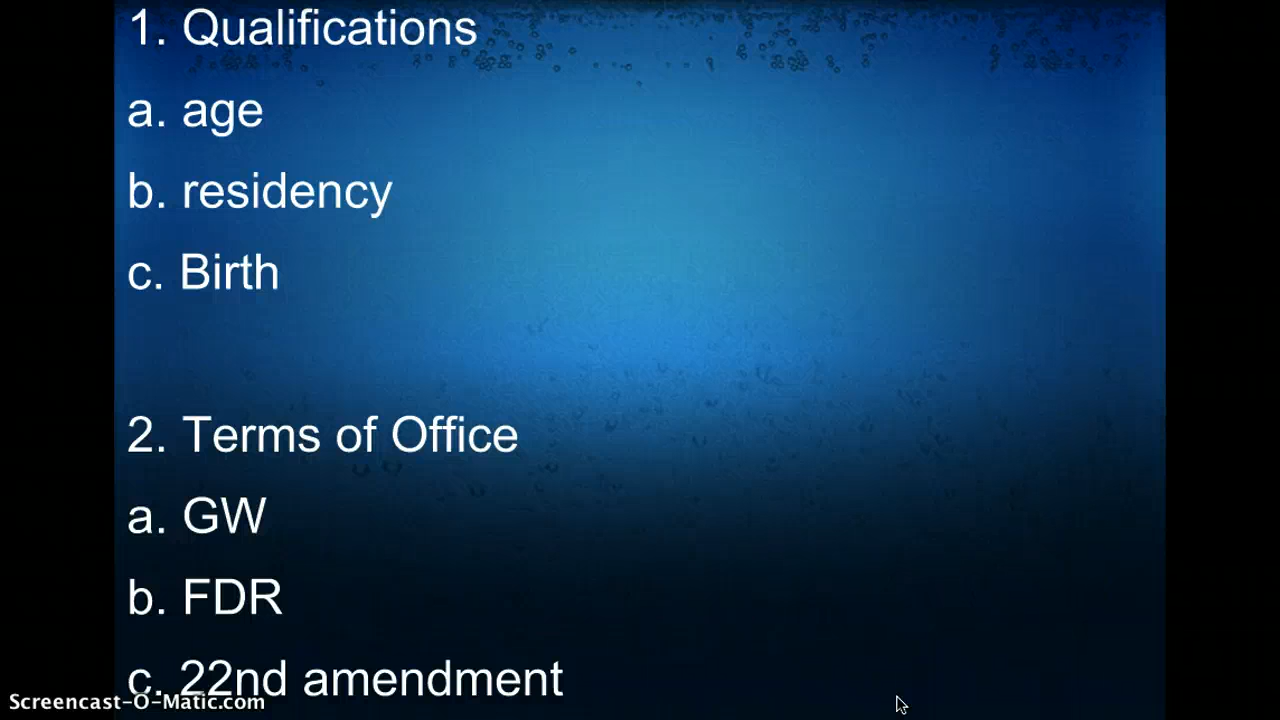 1. Qualifications
a. age
b. residency
c. Birth
2. Terms of Office
a. GW
b. FDR
c. 22nd amendment
Screencast-O-Matic.com